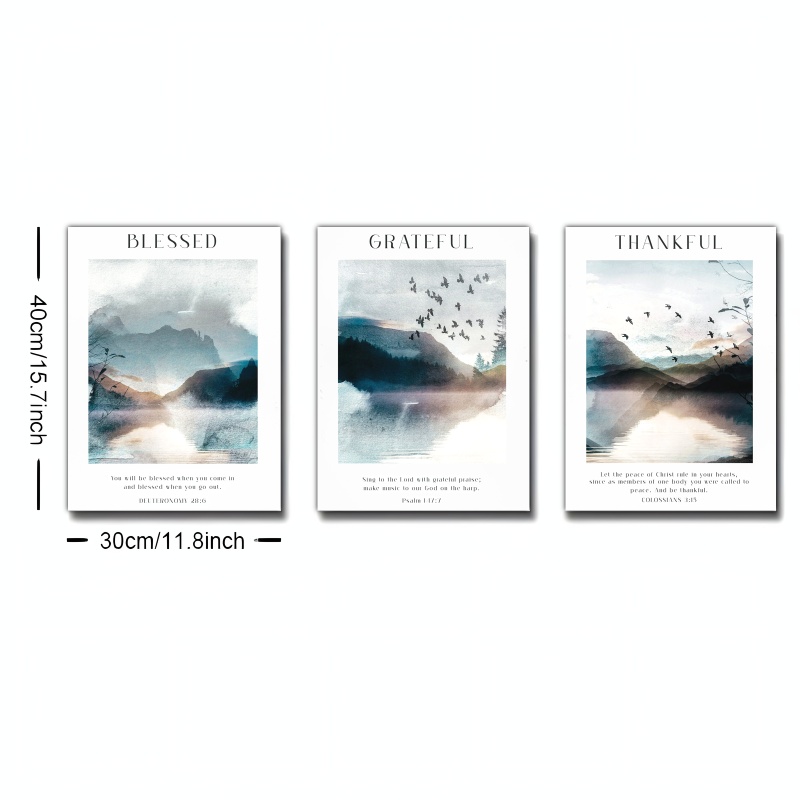 BLESSED
GRATEFUL
THANKFUL
40cm/15.7inch
You will be blessed when you come in
and blessed when you go out.
DEUTERONOMY 28:6
Sing to the Lord with grateful praise;
make music to our God on the harp.
Psalm 147:7
Let the peace of Christ rule in your hearts,
since as members of one body you were called to
peace. And be thankful.
COLOSSIANS 3:15
30cm/11.8inch